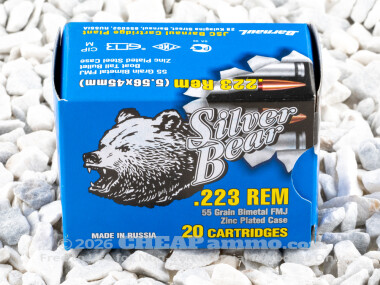 Barnaul
JSC Barnaul Cartridge Plant
CIP
M
.223 Rem (5.56x45mm)
55 Grain Bimetal FMJ
Boat Tail Bullet
Zinc Plated Steel Case
Silver
Bear
.223 REM
55 Grain Bimetal FMJ
Zinc Plated Case
MADE IN RUSSIA
20 CARTRIDGES
© 2026 CHEAPammo.com